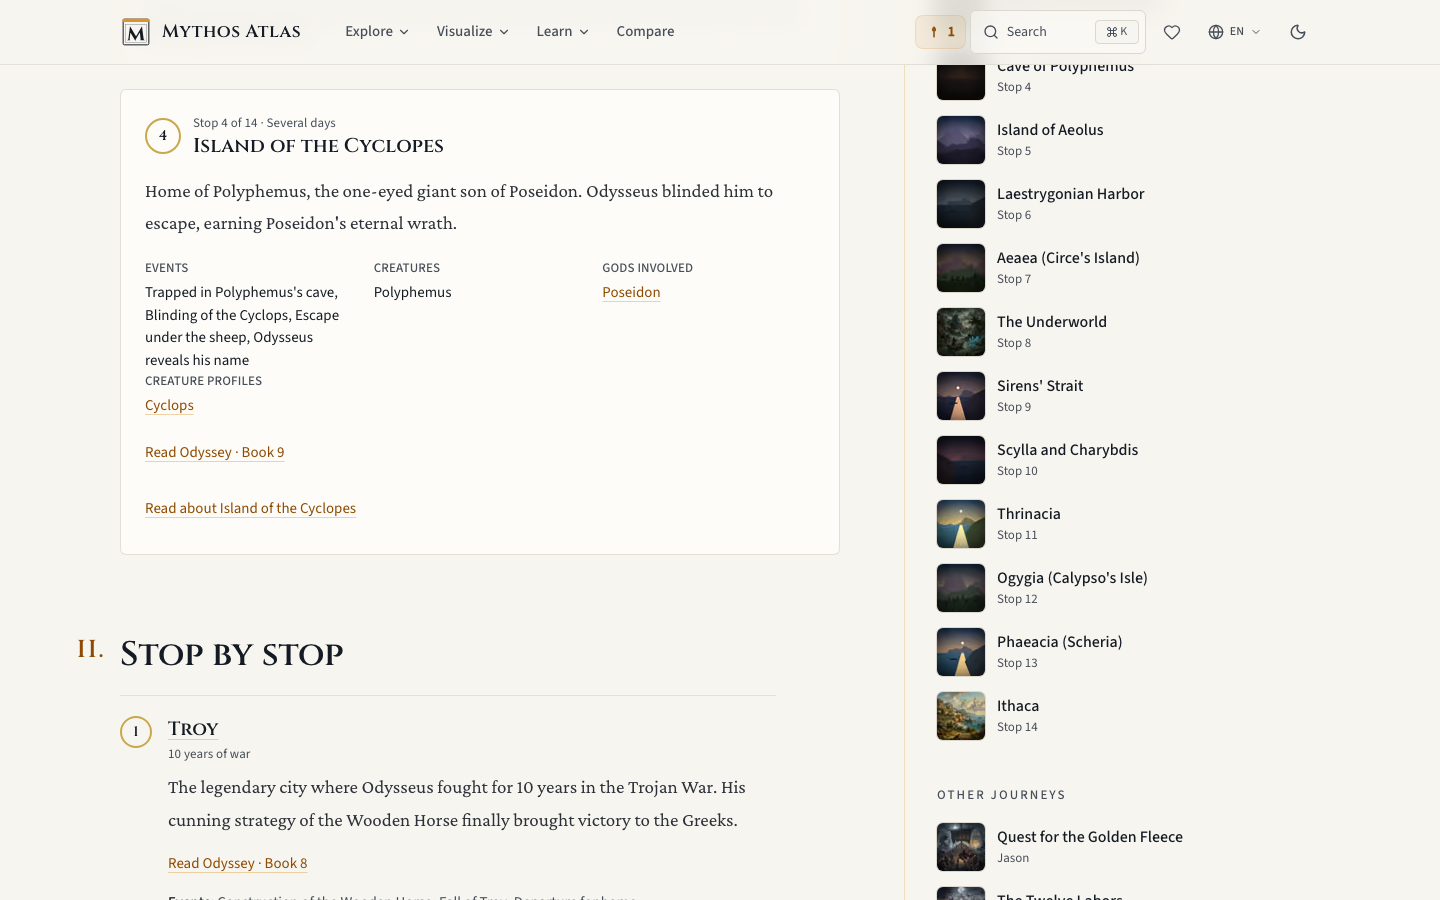 MYTHOS ATLAS
Explore
Visualize
Learn
Compare
1
Search
⌘K
EN
4
Stop 4 of 14 · Several days
ISLAND OF THE CYCLOPES
Home of Polyphemus, the one-eyed giant son of Poseidon. Odysseus blinded him to
escape, earning Poseidon's eternal wrath.
EVENTS
Trapped in Polyphemus's cave,
Blinding of the Cyclops, Escape
under the sheep, Odysseus
reveals his name
CREATURES
Polyphemus
GODS INVOLVED
Poseidon
CREATURE PROFILES
Cyclops
Read Odyssey · Book 9
Read about Island of the Cyclopes
II. STOP BY STOP
1
TROY
10 years of war
The legendary city where Odysseus fought for 10 years in the Trojan War. His
cunning strategy of the Wooden Horse finally brought victory to the Greeks.
Read Odyssey · Book 8
Cave of Polyphemus
Stop 4
Island of Aeolus
Stop 5
Laestrygonian Harbor
Stop 6
Aeaea (Circe's Island)
Stop 7
The Underworld
Stop 8
Sirens' Strait
Stop 9
Scylla and Charybdis
Stop 10
Thrinacia
Stop 11
Ogygia (Calypso's Isle)
Stop 12
Phaeacia (Scheria)
Stop 13
Ithaca
Stop 14
OTHER JOURNEYS
Quest for the Golden Fleece
Jason
The Twelve Labors